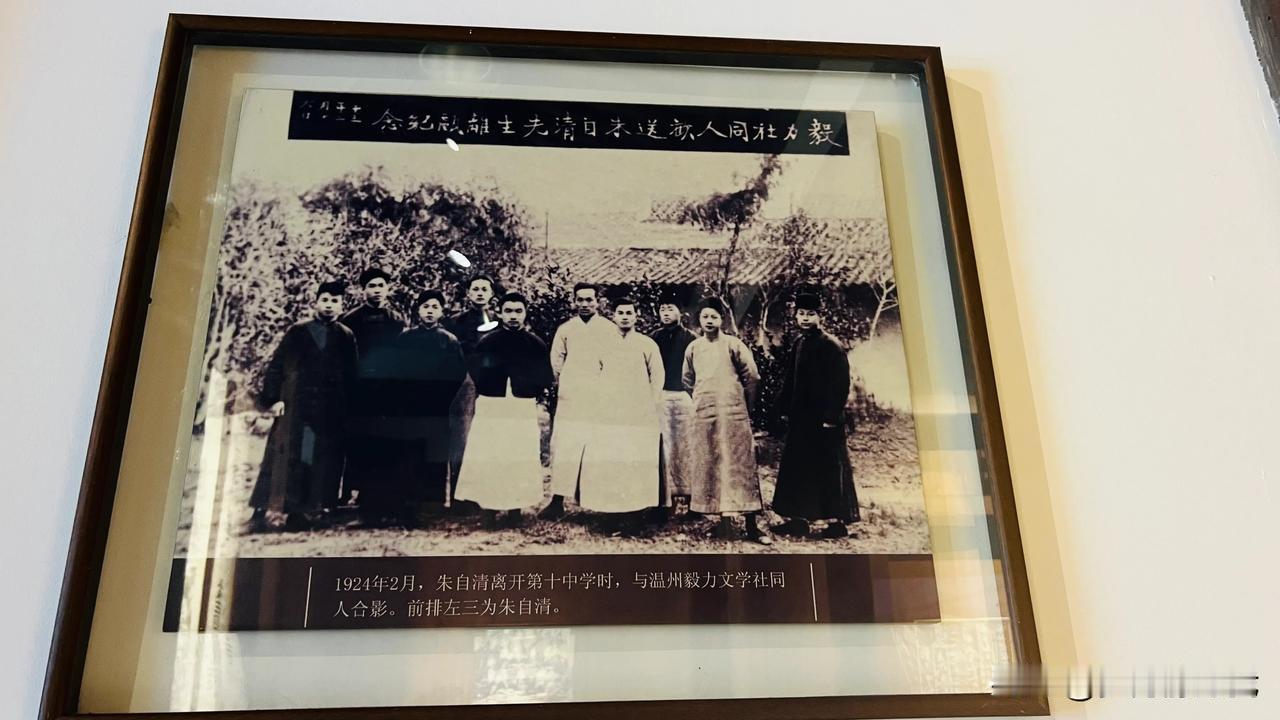 毅力社同人歡送朱自清先生離甌紀念
1924年2月，朱自清离开第十中学时，与温州毅力文学社同
人合影。前排左三为朱自清。